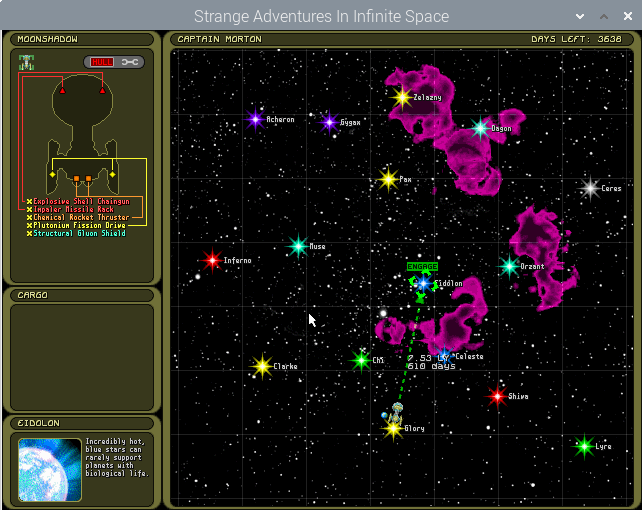 Strange Adventures In Infinite Space
MOONSHADOW
HULL
Explosive Shell Chaingun
Impaler Missile Rack
Chemical Rocket Thruster
Plutonium Fission Drive
Structural Gluon Shield
CARGO
EIDOLON
Incredibly hot,
blue stars can
rarely support
planets with
biological life.
CAPTAIN MORTON
DAYS LEFT: 3638
Zelazny
Acheron
Gygax
Dagon
Pax
Ceres
Muse
Inferno
ENGAGE
Orzant
Eidolon
Celeste
7.53 LY
610 days
Chi
Clarke
Shiva
Glory
Lyre